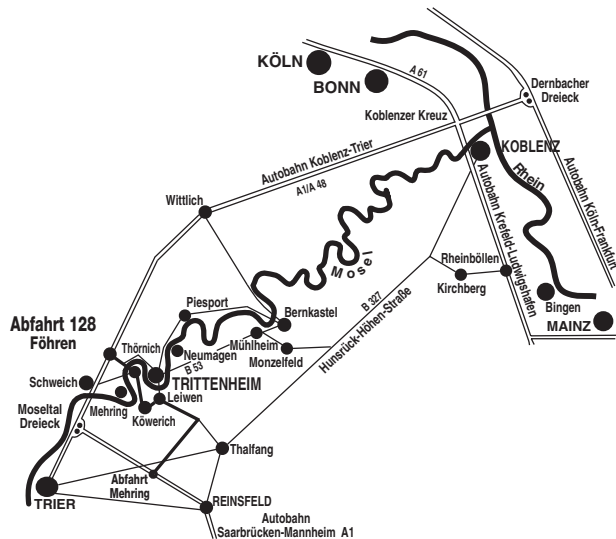 KÖLN
BONN
A 61
Dernbacher
Dreieck
Koblenzer Kreuz
KOBLENZ
Autobahn Koblenz-Trier
A1/A 48
Rhein
Autobahn Köln-Frankfurt
Autobahn Krefeld-Ludwigshafen
Wittlich
Mosel
Rheinböllen
Kirchberg
B 327
Hunsrück-Höhen-Straße
Bingen
MAINZ
Piesport
Bernkastel
Abfahrt 128
Föhren
Thörnich
Neumagen
Mühlheim
Monzelfeld
B 53
TRITTENHEIM
Schweich
Mehring
Leiwen
Köwerich
Moseltal
Dreieck
Thalfang
Abfahrt
Mehring
TRIER
REINSFELD
Autobahn
Saarbrücken-Mannheim A1